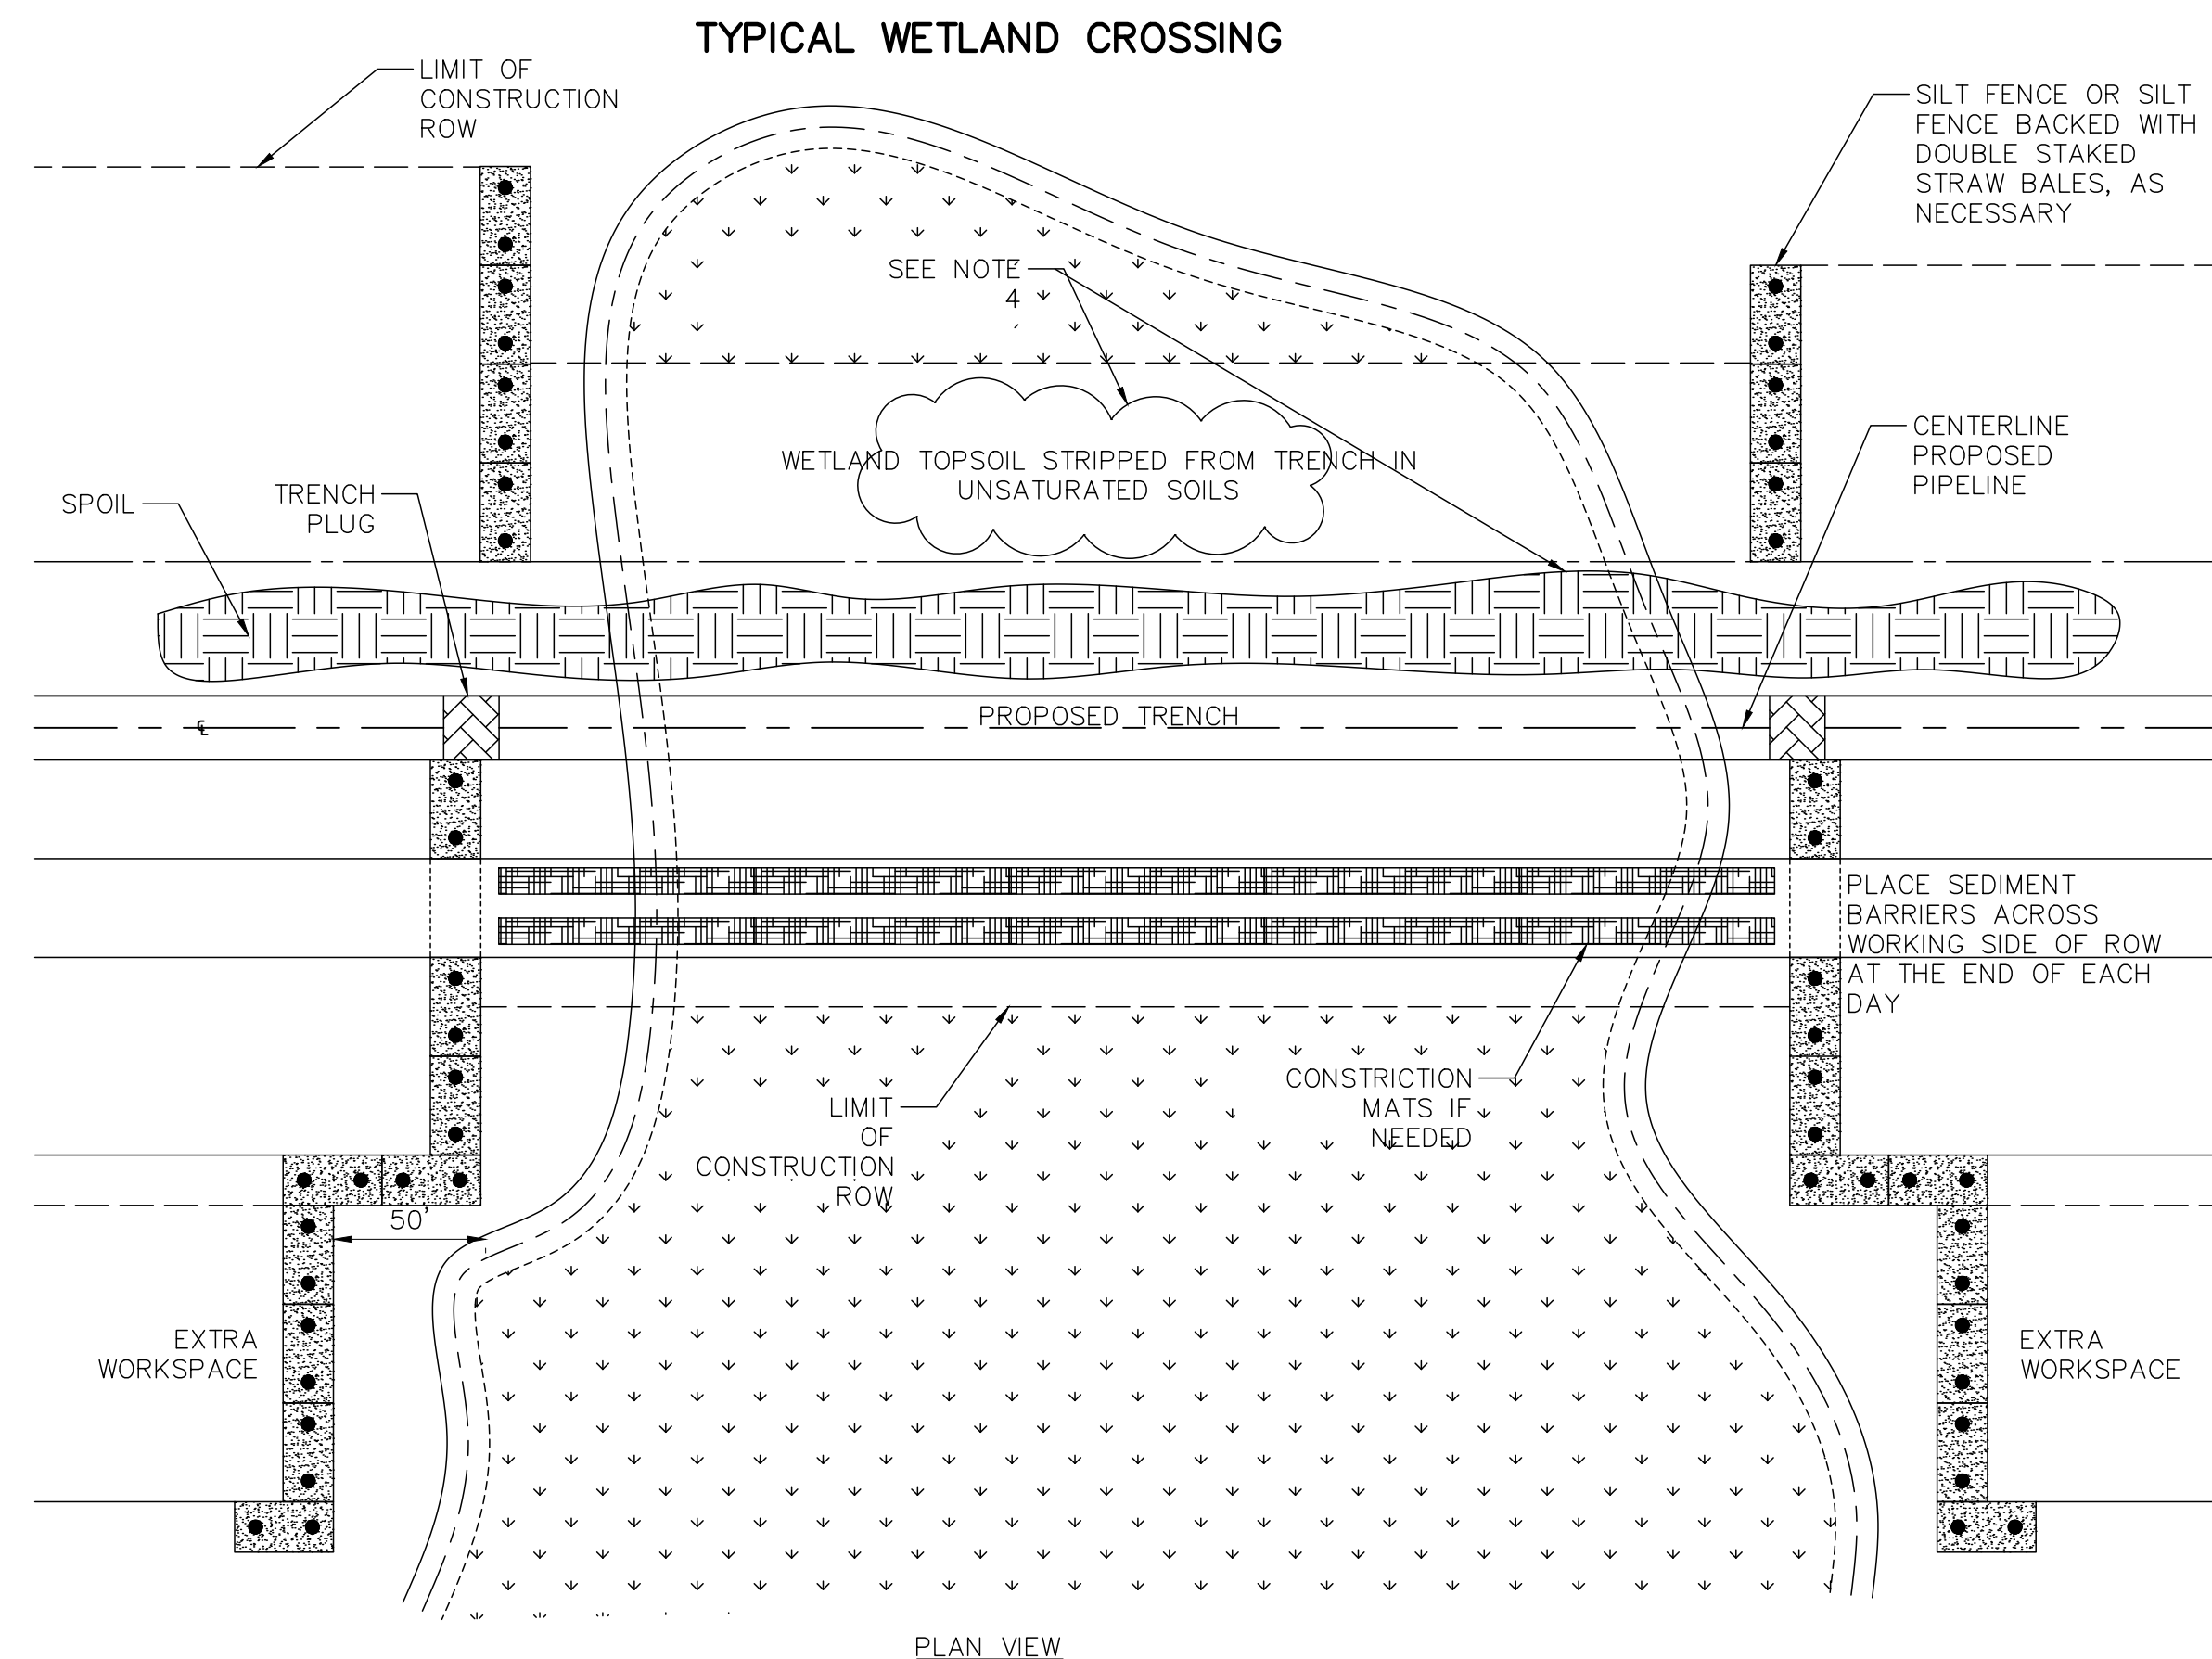 TYPICAL WETLAND CROSSING
LIMIT OF
CONSTRUCTION
ROW
SILT FENCE OR SILT
FENCE BACKED WITH
DOUBLE STAKED
STRAW BALES, AS
NECESSARY
SEE NOTE
4
CENTERLINE
PROPOSED
PIPELINE
WETLAND TOPSOIL STRIPPED FROM TRENCH IN
UNSATURATED SOILS
SPOIL
TRENCH
PLUG
PROPOSED TRENCH
℄
PLACE SEDIMENT
BARRIERS ACROSS
WORKING SIDE OF ROW
AT THE END OF EACH
DAY
CONSTRICTION
MATS IF
NEEDED
LIMIT
OF
CONSTRUCTION
ROW
50'
EXTRA
WORKSPACE
EXTRA
WORKSPACE
PLAN VIEW